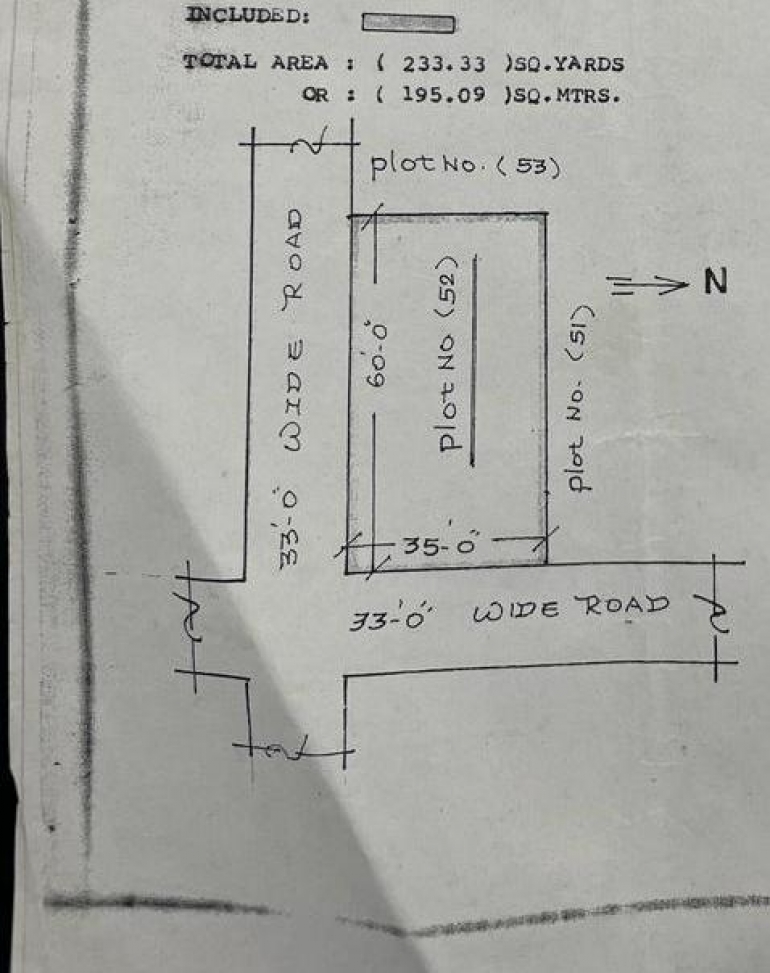 INCLUDED:
TOTAL AREA : ( 233.33 )SQ.YARDS
OR : ( 195.09 )SQ.MTRS.
plot No. (53)
33'-0" WIDE ROAD
60'-0"
plot NO (52)
plot No. (51)
N
35'-0"
33'-0" WIDE ROAD